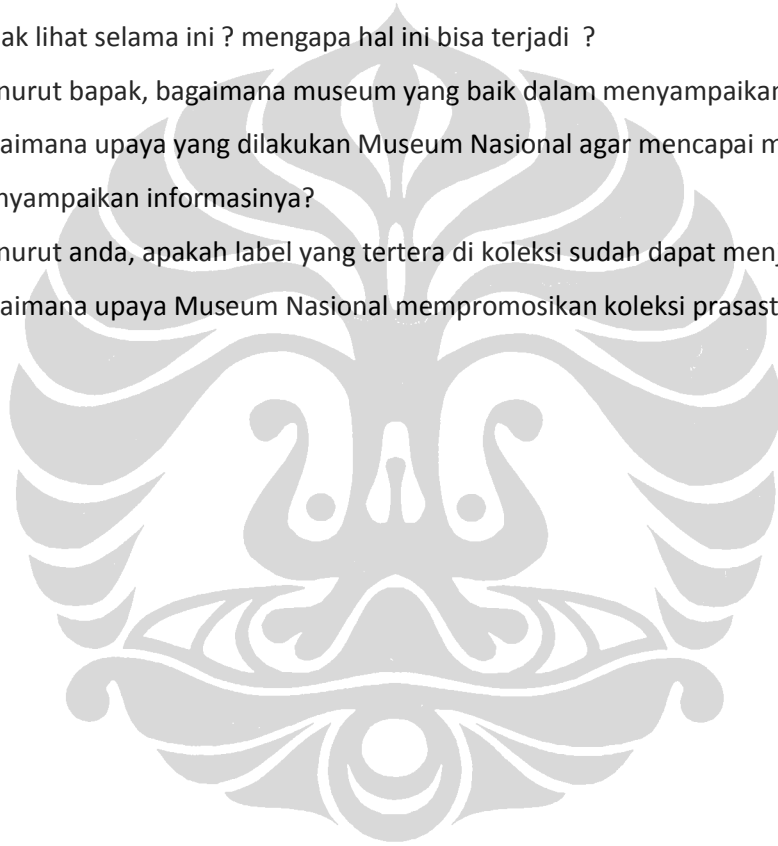 ak lihat selama ini ? mengapa hal ini bisa terjadi ?
nurut bapak, bagaimana museum yang baik dalam menyampaikan
aimana upaya yang dilakukan Museum Nasional agar mencapai m
nyampaikan informasinya?
nurut anda, apakah label yang tertera di koleksi sudah dapat menj
aimana upaya Museum Nasional mempromosikan koleksi prasast